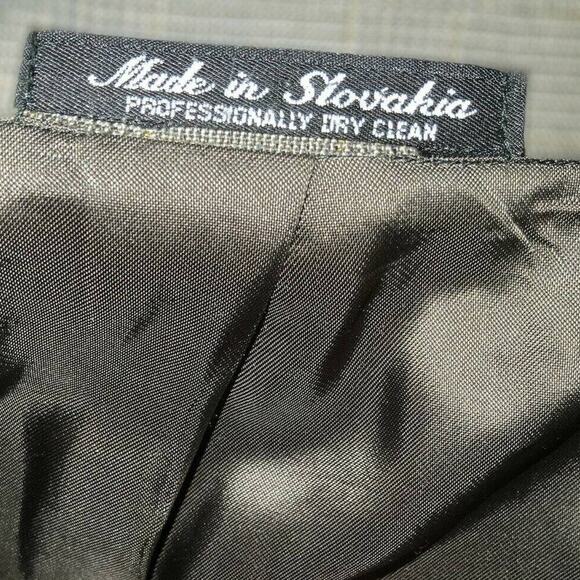 Made in Slovakia
PROFESSIONALLY DRY CLEAN